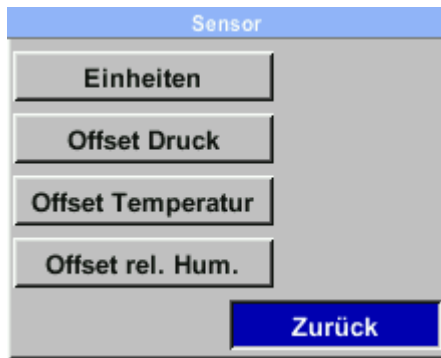 Sensor
Einheiten
Offset Druck
Offset Temperatur
Offset rel. Hum.
Zurück